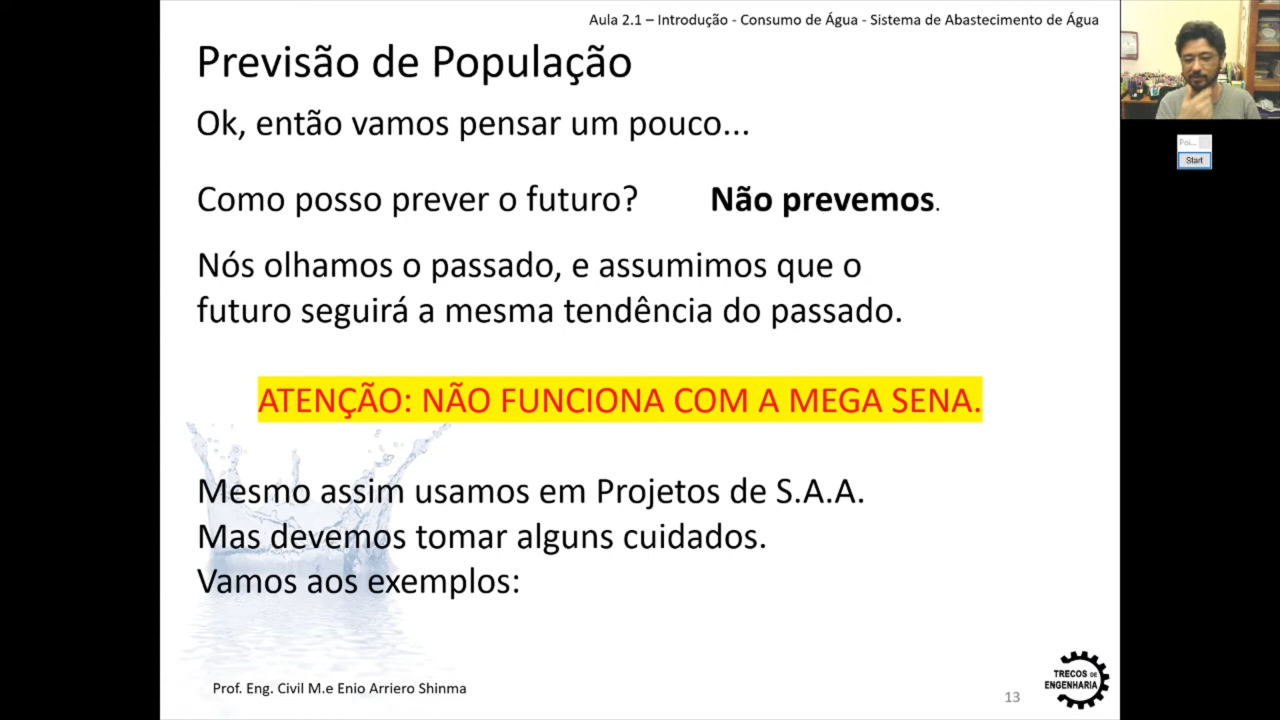 Aula 2.1 – Introdução - Consumo de Água - Sistema de Abastecimento de Água
Previsão de População
Ok, então vamos pensar um pouco...
Como posso prever o futuro? Não prevemos.
Nós olhamos o passado, e assumimos que o
futuro seguirá a mesma tendência do passado.
ATENÇÃO: NÃO FUNCIONA COM A MEGA SENA.
Mesmo assim usamos em Projetos de S.A.A.
Mas devemos tomar alguns cuidados.
Vamos aos exemplos:
Prof. Eng. Civil M.e Enio Arriero Shinma
13
TRECOS DE
ENGENHARIA
Poi...
Start